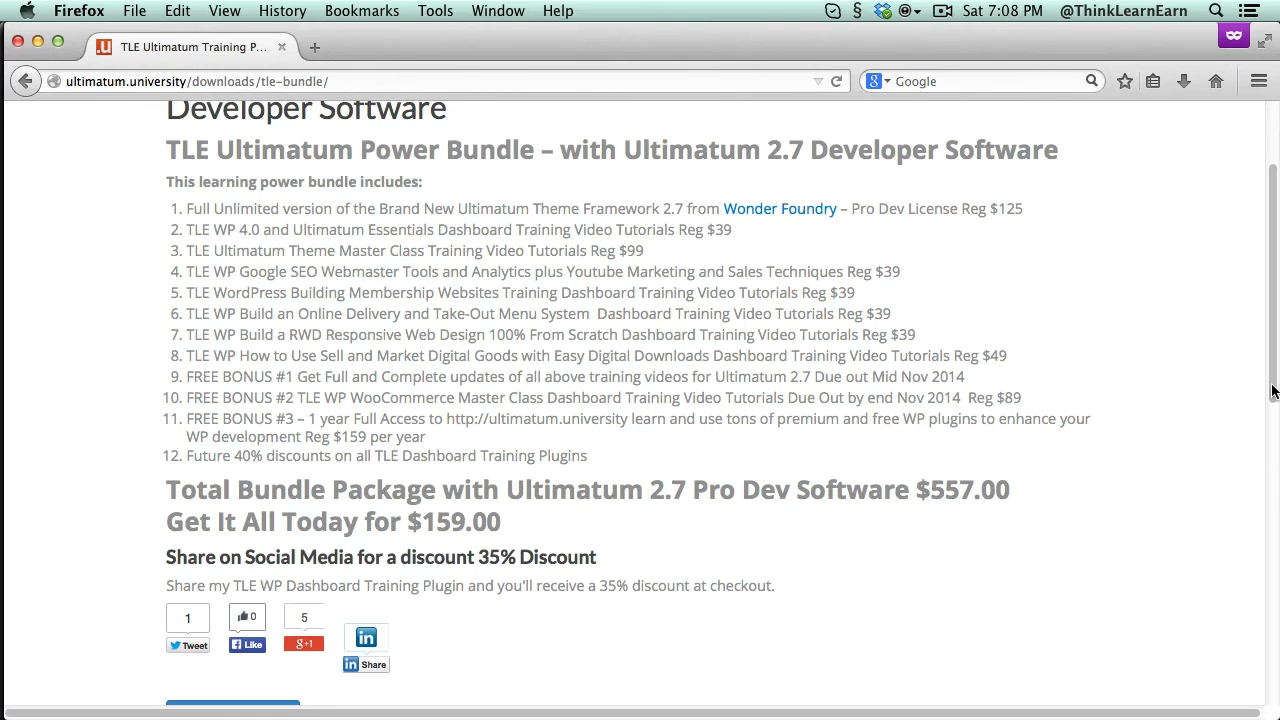 Firefox File Edit View History Bookmarks Tools Window Help Sat 7:08 PM @ThinkLearnEarn
TLE Ultimatum Training P...
ultimatum.university/downloads/tle-bundle/ Google
Developer Software
TLE Ultimatum Power Bundle – with Ultimatum 2.7 Developer Software
This learning power bundle includes:
1. Full Unlimited version of the Brand New Ultimatum Theme Framework 2.7 from Wonder Foundry – Pro Dev License Reg $125
2. TLE WP 4.0 and Ultimatum Essentials Dashboard Training Video Tutorials Reg $39
3. TLE Ultimatum Theme Master Class Training Video Tutorials Reg $99
4. TLE WP Google SEO Webmaster Tools and Analytics plus Youtube Marketing and Sales Techniques Reg $39
5. TLE WordPress Building Membership Websites Training Dashboard Training Video Tutorials Reg $39
6. TLE WP Build an Online Delivery and Take-Out Menu System Dashboard Training Video Tutorials Reg $39
7. TLE WP Build a RWD Responsive Web Design 100% From Scratch Dashboard Training Video Tutorials Reg $39
8. TLE WP How to Use Sell and Market Digital Goods with Easy Digital Downloads Dashboard Training Video Tutorials Reg $49
9. FREE BONUS #1 Get Full and Complete updates of all above training videos for Ultimatum 2.7 Due out Mid Nov 2014
10. FREE BONUS #2 TLE WP WooCommerce Master Class Dashboard Training Video Tutorials Due Out by end Nov 2014 Reg $89
11. FREE BONUS #3 – 1 year Full Access to http://ultimatum.university learn and use tons of premium and free WP plugins to enhance your
WP development Reg $159 per year
12. Future 40% discounts on all TLE Dashboard Training Plugins
Total Bundle Package with Ultimatum 2.7 Pro Dev Software $557.00
Get It All Today for $159.00
Share on Social Media for a discount 35% Discount
Share my TLE WP Dashboard Training Plugin and you'll receive a 35% discount at checkout.
1 0 5 in
Tweet Like g+1 in Share